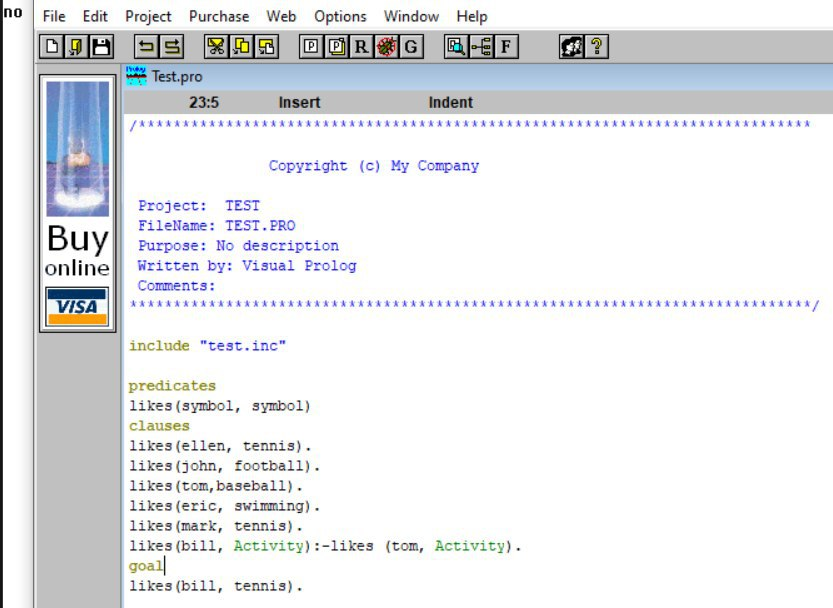 no
File Edit Project Purchase Web Options Window Help
P P R G F ?
Prolog
Test.pro
23:5 Insert Indent
/***************************************************************************
Copyright (c) My Company
Project: TEST
FileName: TEST.PRO
Purpose: No description
Written by: Visual Prolog
Comments:
***************************************************************************/
include "test.inc"
predicates
likes(symbol, symbol)
clauses
likes(ellen, tennis).
likes(john, football).
likes(tom,baseball).
likes(eric, swimming).
likes(mark, tennis).
likes(bill, Activity):-likes (tom, Activity).
goal
likes(bill, tennis).
Buy
online
VISA